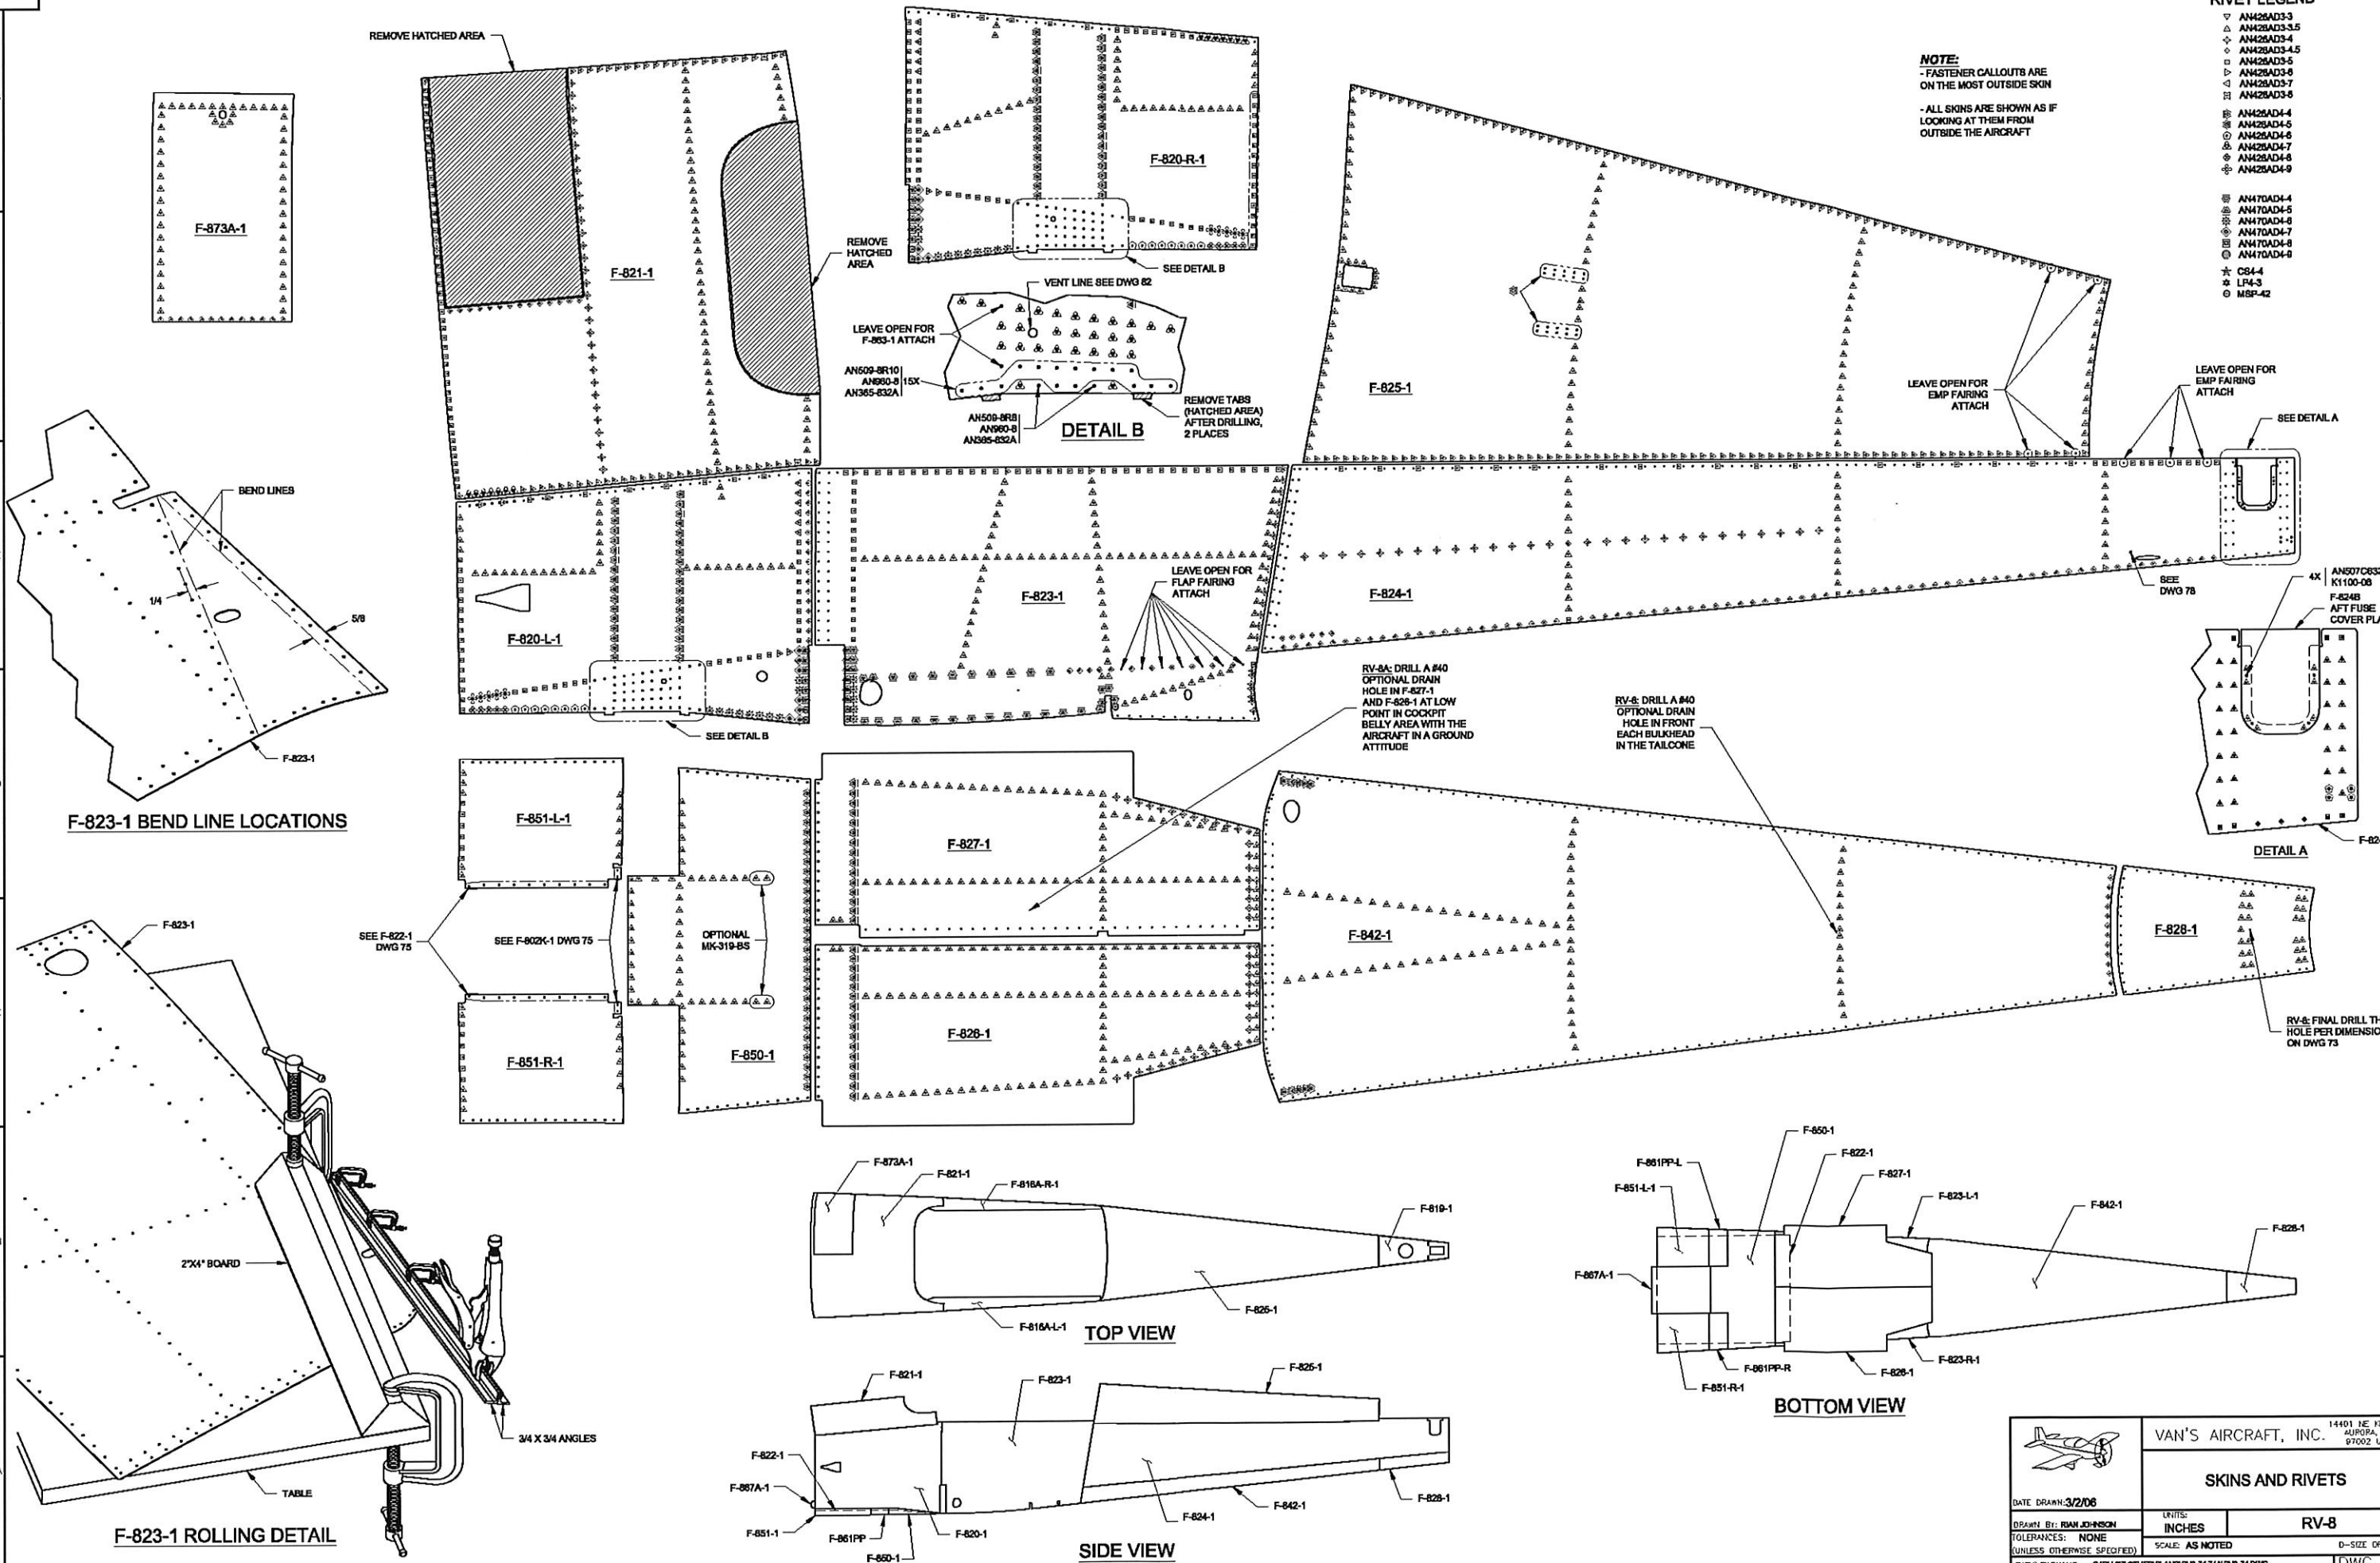 REMOVE HATCHED AREA
F-873A-1
F-821-1
REMOVE
HATCHED
AREA
F-820-R-1
SEE DETAIL B
VENT LINE SEE DWG 82
LEAVE OPEN FOR
F-863-1 ATTACH
AN509-8R10
AN960-8
AN365-832A
15X
AN509-8R8
AN960-8
AN365-832A
REMOVE TABS
(HATCHED AREA)
AFTER DRILLING,
2 PLACES
DETAIL B
NOTE:
- FASTENER CALLOUTS ARE
ON THE MOST OUTSIDE SKIN
- ALL SKINS ARE SHOWN AS IF
LOOKING AT THEM FROM
OUTSIDE THE AIRCRAFT
RIVET LEGEND
AN426AD3-3
AN426AD3-3.5
AN426AD3-4
AN426AD3-4.5
AN426AD3-5
AN426AD3-6
AN426AD3-7
AN426AD3-8
AN426AD4-4
AN426AD4-5
AN426AD4-6
AN426AD4-7
AN426AD4-8
AN426AD4-9
AN470AD4-4
AN470AD4-5
AN470AD4-6
AN470AD4-7
AN470AD4-8
AN470AD4-9
CS4-4
LP4-3
MSP-42
F-825-1
LEAVE OPEN FOR
EMP FAIRING
ATTACH
LEAVE OPEN FOR
EMP FAIRING
ATTACH
SEE DETAIL A
BEND LINES
1/4
5/8
F-823-1
F-823-1 BEND LINE LOCATIONS
F-820-L-1
SEE DETAIL B
F-823-1
LEAVE OPEN FOR
FLAP FAIRING
ATTACH
F-824-1
SEE
DWG 78
4X
K1100-06
F-824B
AFT FUSE
DETAIL A
RV-8A: DRILL A #40
OPTIONAL DRAIN
HOLE IN F-827-1
AND F-826-1 AT LOW
POINT IN COCKPIT
BELLY AREA WITH THE
AIRCRAFT IN A GROUND
ATTITUDE
RV-8: DRILL A #40
OPTIONAL DRAIN
HOLE IN FRONT
EACH BULKHEAD
IN THE TAILCONE
F-851-L-1
SEE F-822-1
DWG 75
SEE F-802K-1 DWG 75
OPTIONAL
MK-319-BS
F-851-R-1
F-850-1
F-827-1
F-826-1
F-842-1
F-828-1
RV-8: FINAL DRILL
HOLE PER
ON DWG 73
F-823-1
2"X4" BOARD
3/4 X 3/4 ANGLES
TABLE
F-823-1 ROLLING DETAIL
F-873A-1
F-821-1
F-816A-R-1
F-819-1
F-825-1
F-816A-L-1
TOP VIEW
F-821-1
F-823-1
F-825-1
F-822-1
F-867A-1
F-851-1
F-861PP
F-850-1
F-820-1
F-824-1
F-842-1
F-828-1
SIDE VIEW
F-850-1
F-861PP-L
F-822-1
F-851-L-1
F-827-1
F-823-L-1
F-842-1
F-828-1
F-867A-1
F-861PP-R
F-851-R-1
F-826-1
F-823-R-1
BOTTOM VIEW
VAN'S AIRCRAFT, INC.
14401 NE
AURORA,
97002
SKINS AND RIVETS
DATE DRAWN: 3/2/06
DRAWN BY: RIAN JOHNSON
UNITS:
INCHES
RV-8
TOLERANCES: NONE
(UNLESS OTHERWISE SPECIFIED)
SCALE: AS NOTED
D-SIZE